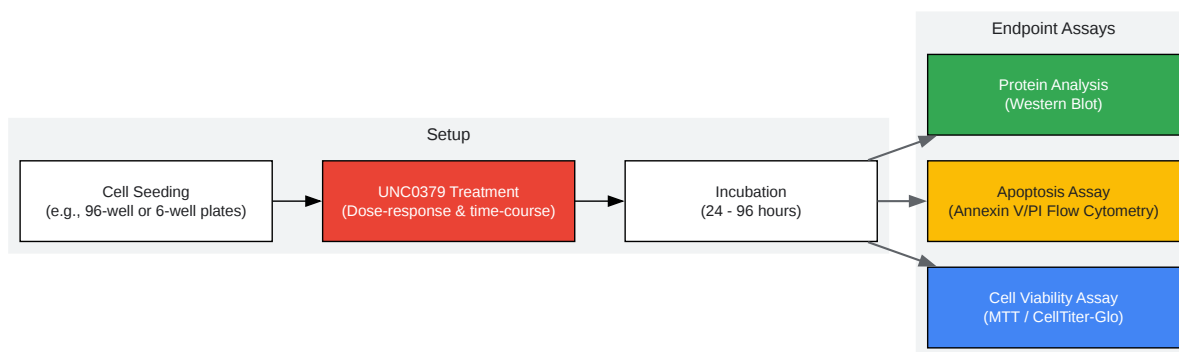 Setup
Cell Seeding
(e.g., 96-well or 6-well plates)
UNC0379 Treatment
(Dose-response & time-course)
Incubation
(24 - 96 hours)
Endpoint Assays
Protein Analysis
(Western Blot)
Apoptosis Assay
(Annexin V/PI Flow Cytometry)
Cell Viability Assay
(MTT / CellTiter-Glo)